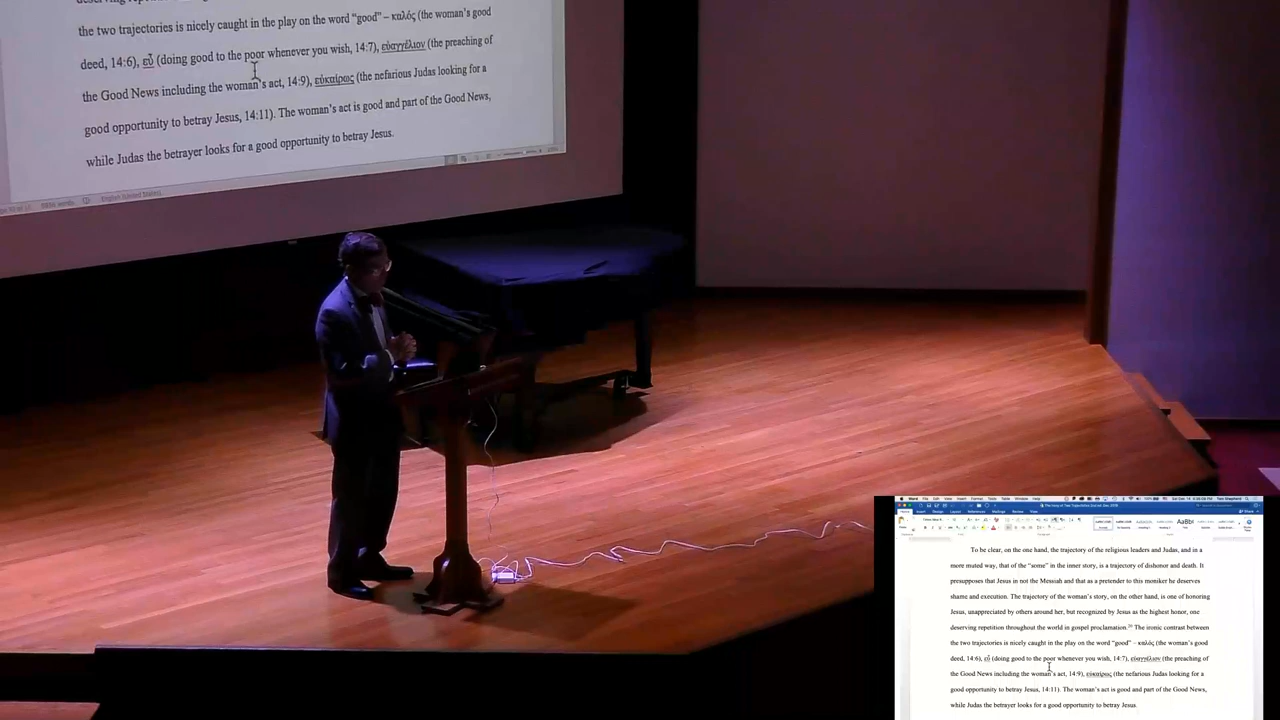 the two trajectories is nicely caught in the play on the word “good” – καλός (the woman's good
deed, 14:6), εὖ (doing good to the poor whenever you wish, 14:7), εὐαγγέλιον (the preaching of
the Good News including the woman's act, 14:9), εὐκαίρως (the nefarious Judas looking for a
good opportunity to betray Jesus, 14:11). The woman's act is good and part of the Good News,
while Judas the betrayer looks for a good opportunity to betray Jesus.
English (United States)
To be clear, on the one hand, the trajectory of the religious leaders and Judas, and in a
more muted way, that of the “some” in the inner story, is a trajectory of dishonor and death. It
presupposes that Jesus in not the Messiah and that as a pretender to this moniker he deserves
shame and execution. The trajectory of the woman's story, on the other hand, is one of honoring
Jesus, unappreciated by others around her, but recognized by Jesus as the highest honor, one
deserving repetition throughout the world in gospel proclamation. The ironic contrast between
the two trajectories is nicely caught in the play on the word “good” – καλός (the woman's good
deed, 14:6), εὖ (doing good to the poor whenever you wish, 14:7), εὐαγγέλιον (the preaching of
the Good News including the woman's act, 14:9), εὐκαίρως (the nefarious Judas looking for a
good opportunity to betray Jesus, 14:11). The woman's act is good and part of the Good News,
while Judas the betrayer looks for a good opportunity to betray Jesus.